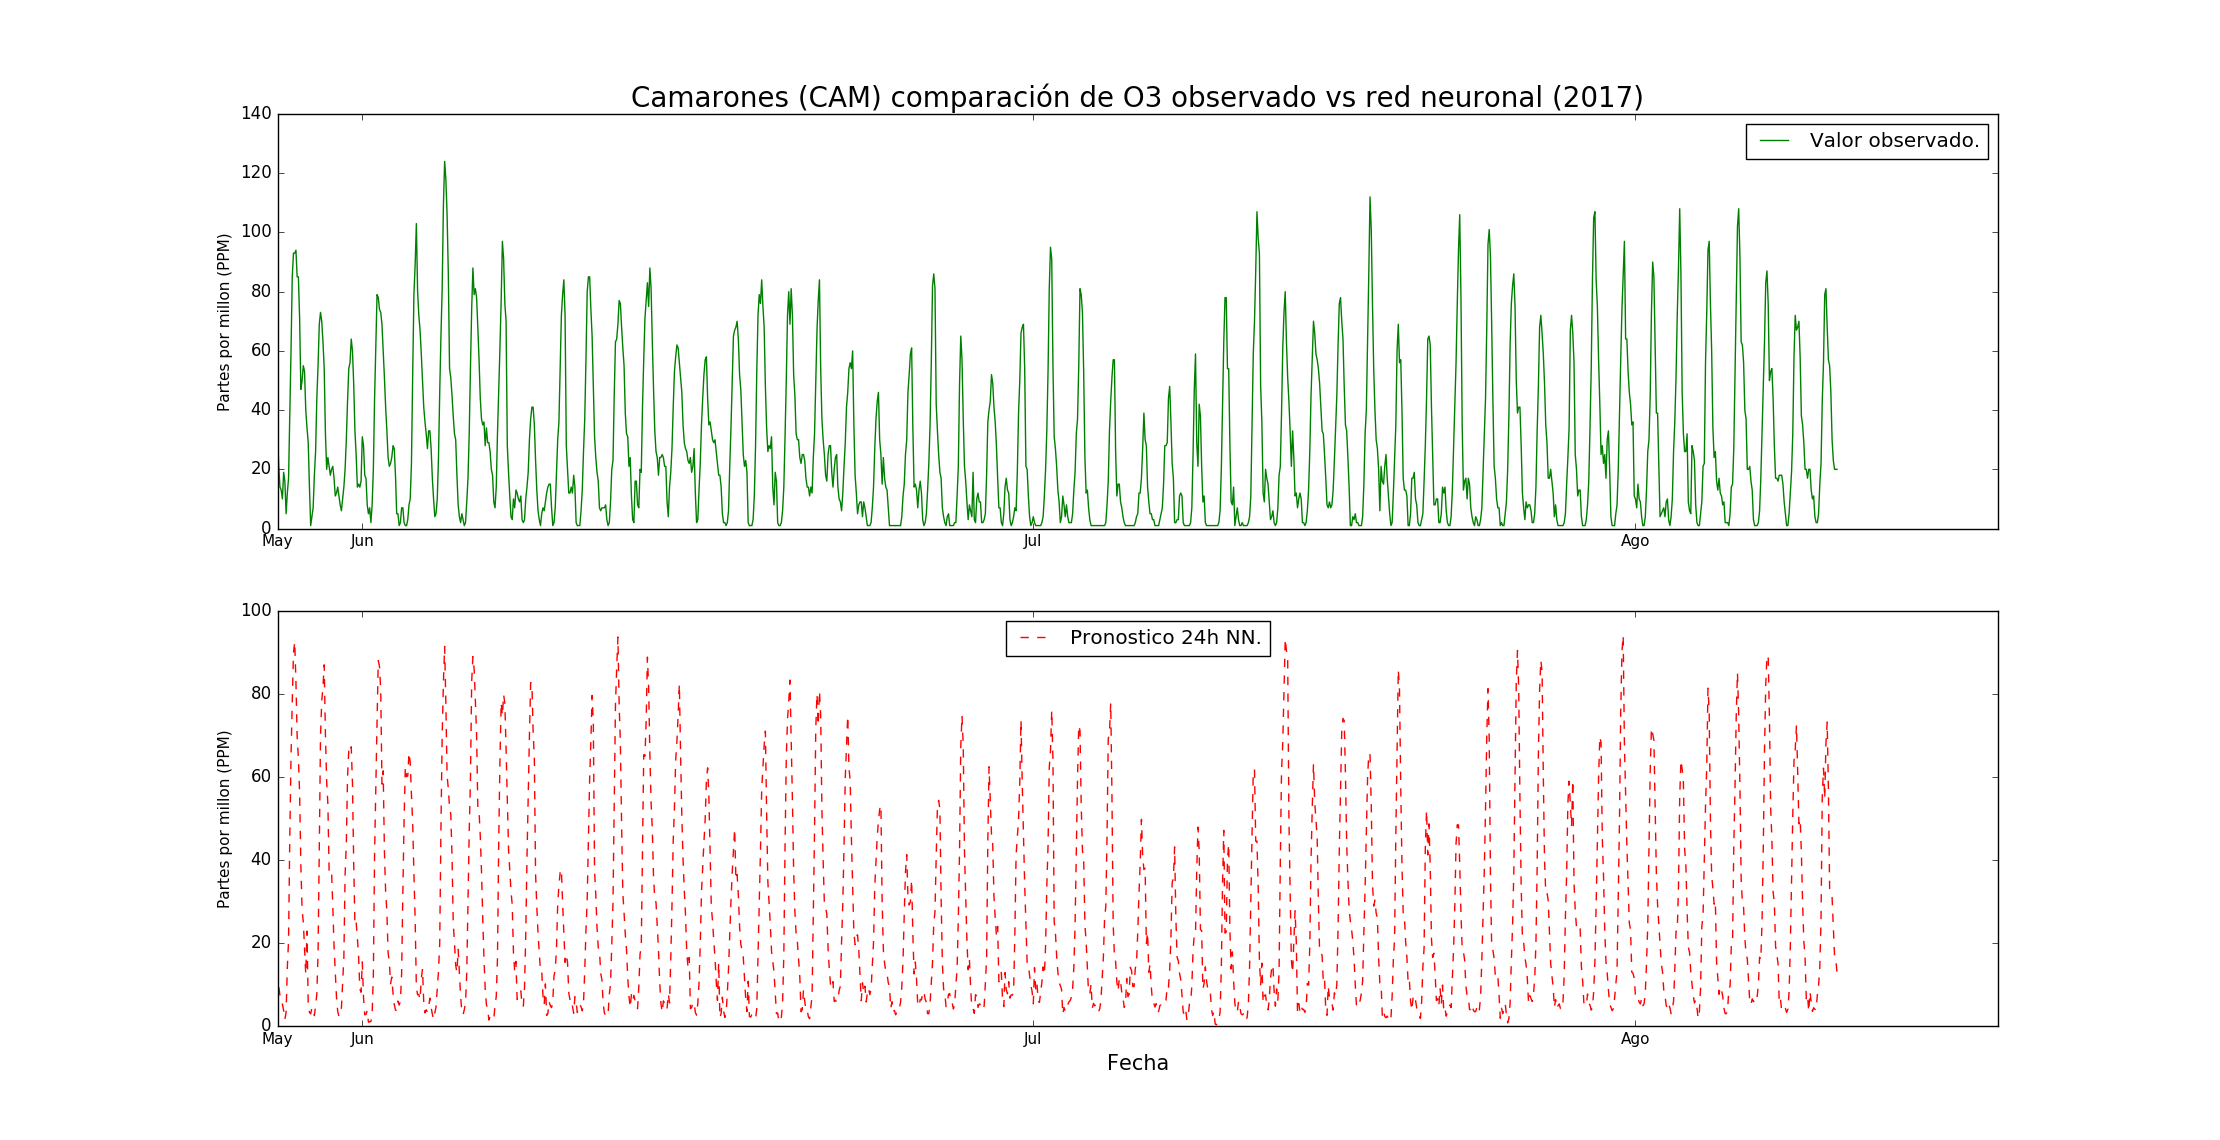 Camarones (CAM) comparación de O3 observado vs red neuronal (2017)
140
120
100
80
60
40
20
0
Partes por millon (PPM)
Valor observado.
May Jun Jul Ago
100
80
60
40
20
0
Partes por millon (PPM)
Pronostico 24h NN.
May Jun Jul Ago
Fecha